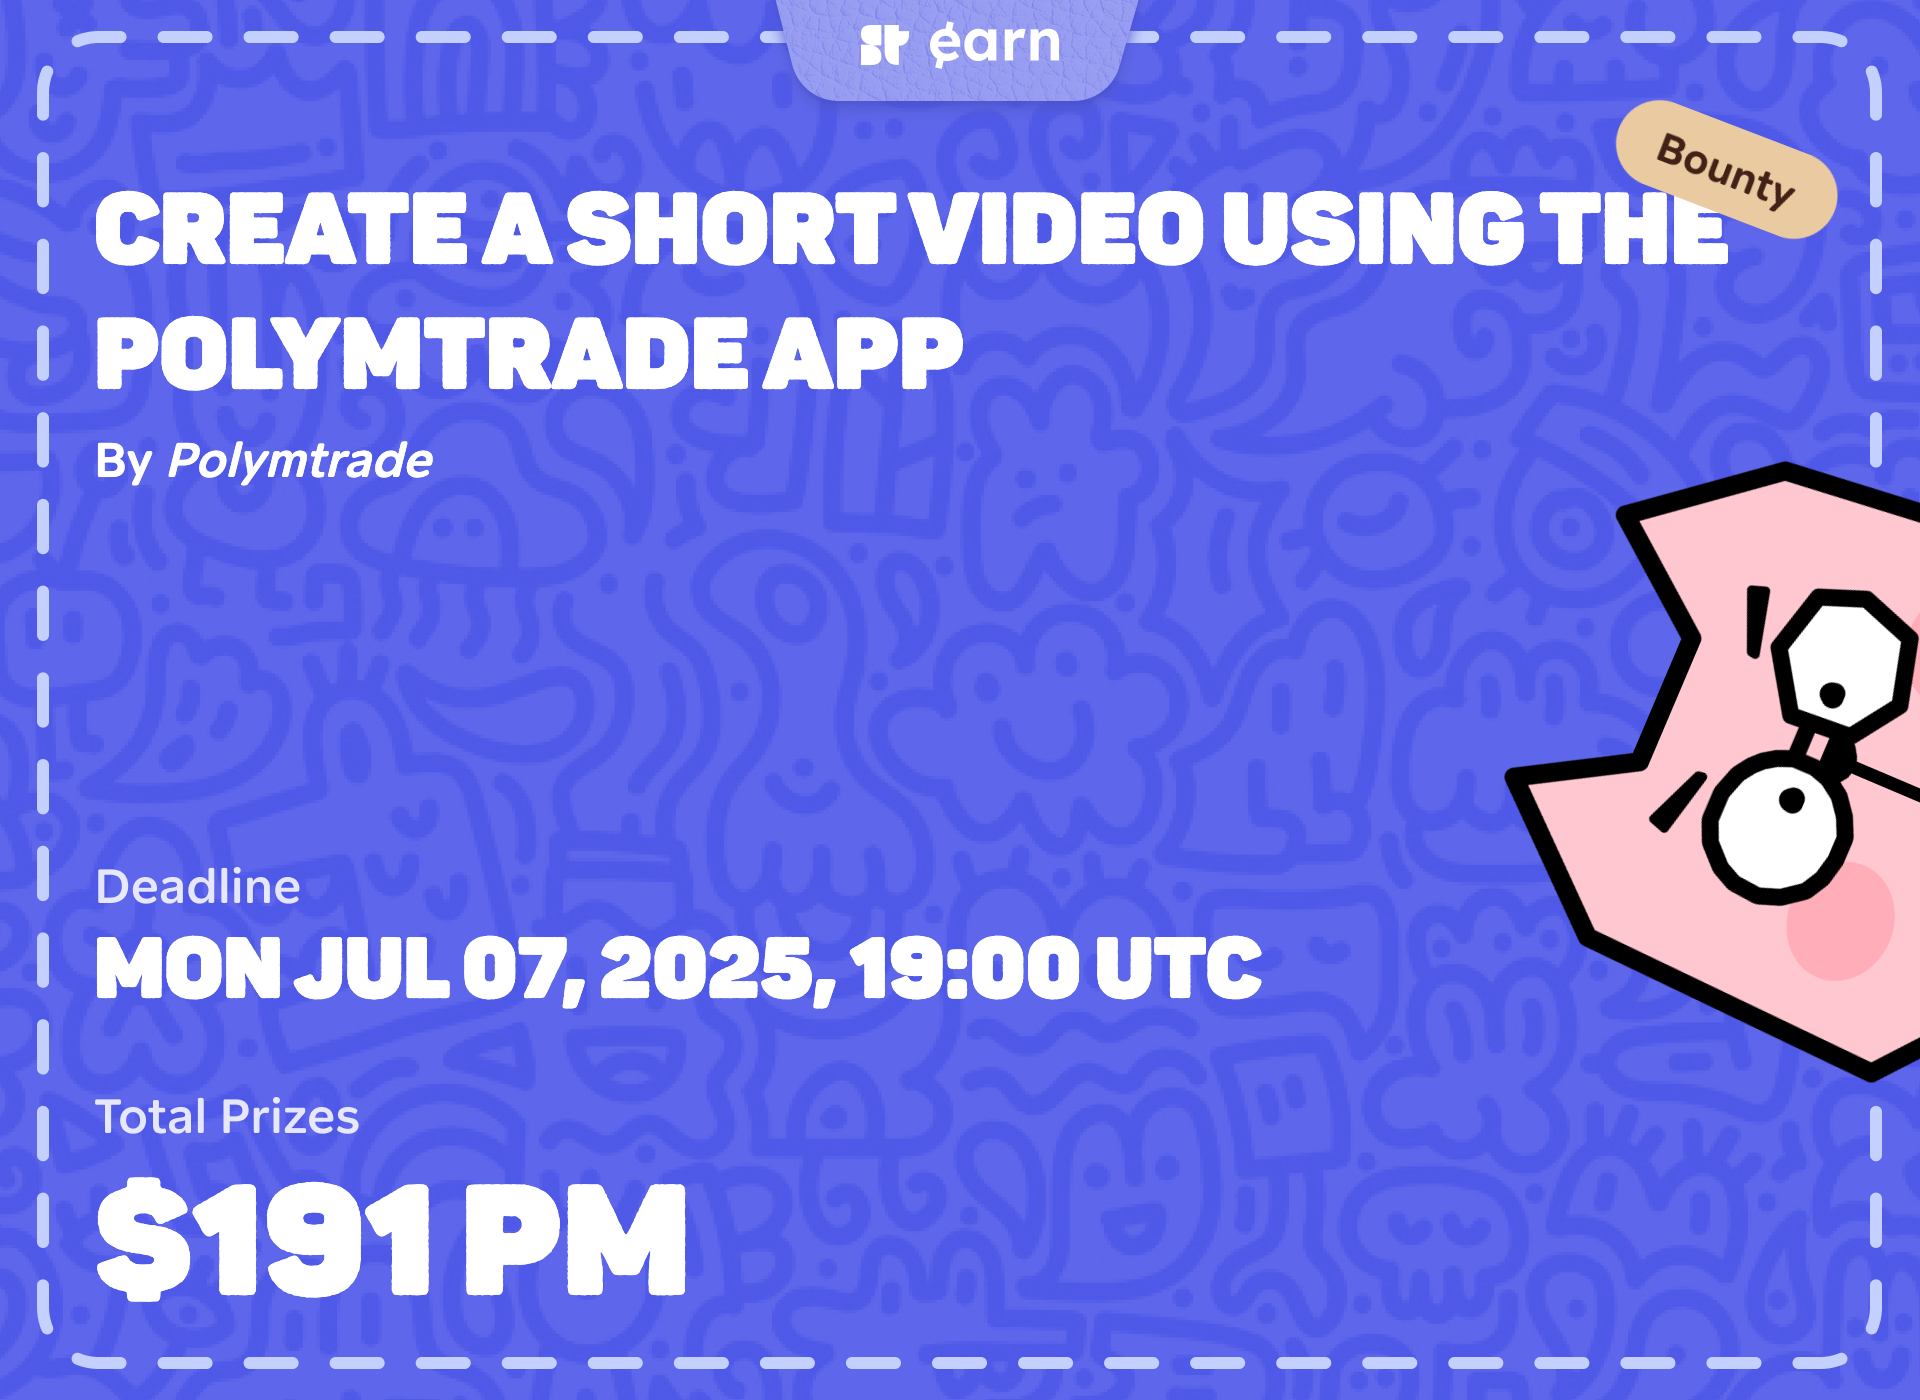 ST earn
Bounty
CREATE A SHORT VIDEO USING THE
POLYMTRADE APP
By Polymtrade
Deadline
MON JUL 07, 2025, 19:00 UTC
Total Prizes
$191 PM